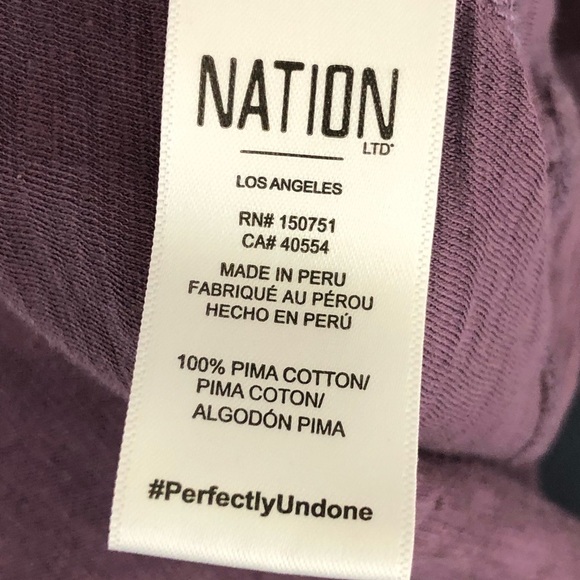 NATION
LTD
LOS ANGELES
RN# 150751
CA# 40554
MADE IN PERU
FABRIQUÉ AU PÉROU
HECHO EN PERÚ
100% PIMA COTTON/
PIMA COTON/
ALGODÓN PIMA
#PerfectlyUndone